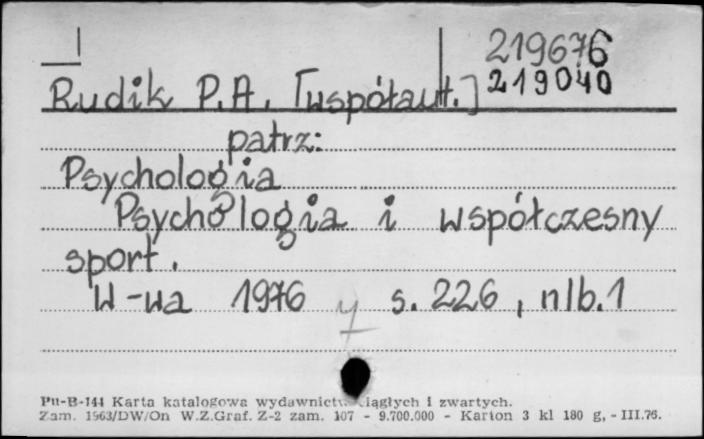 219676
Rudik P.A. [współaut.] 219040
patrz:
Psychologia
Psychologia i współczesny
sport.
W-wa 1976 s. 226, nlb.1
Pu-B-144 Karta katalogowa wydawnictw ciągłych i zwartych.
Zam. 1963/DW/On W.Z.Graf. Z-2 zam. 107 - 9.700.000 - Karton 3 kl 180 g, - III.76.